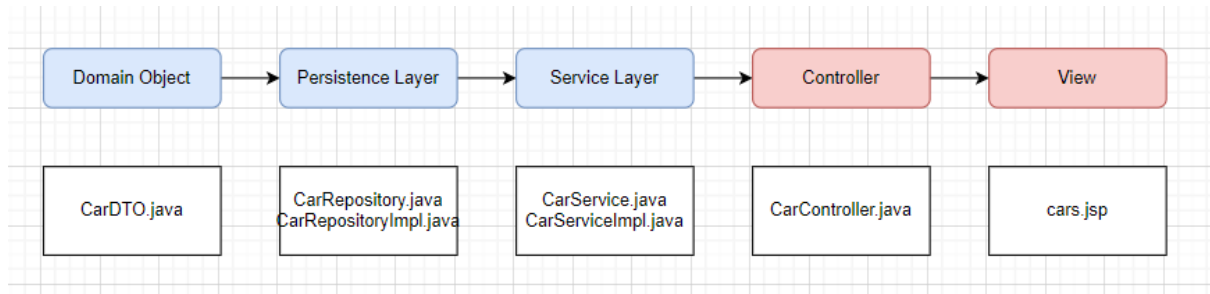 Domain Object
Persistence Layer
Service Layer
Controller
View
CarDTO.java
CarRepository.java
CarRepositoryImpl.java
CarService.java
CarServiceImpl.java
CarController.java
cars.jsp